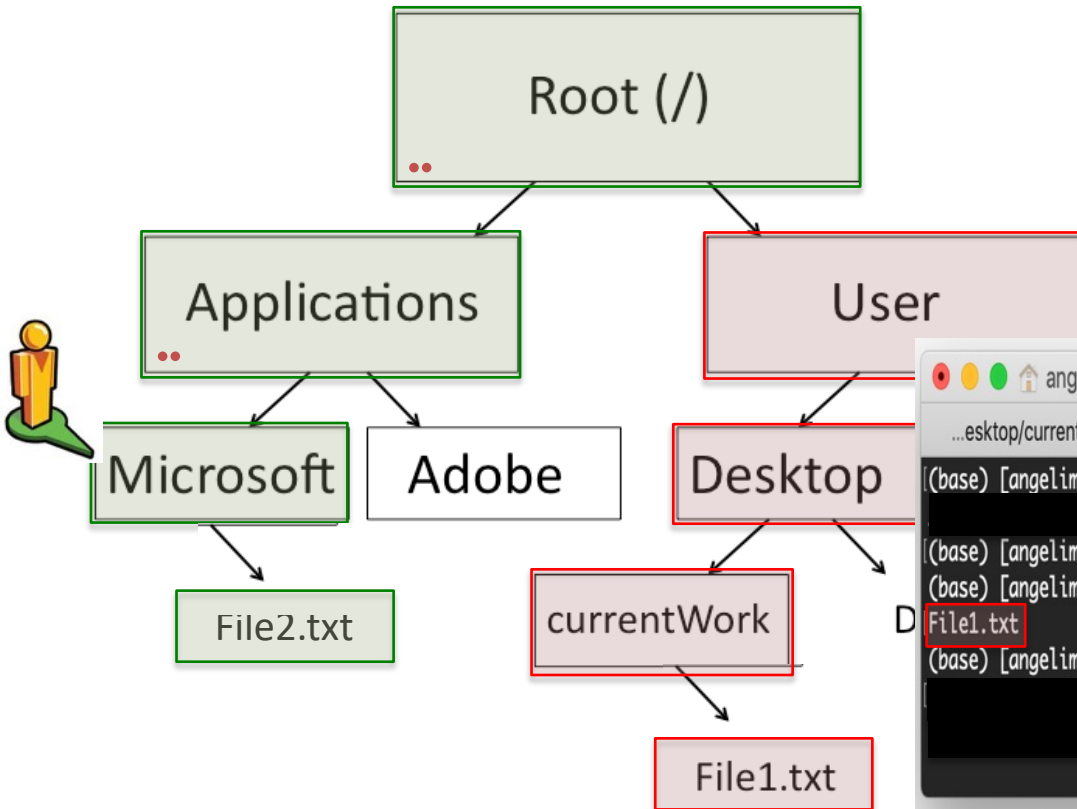 Root (/)
Applications
User
Microsoft
Adobe
Desktop
File2.txt
currentWork
File1.txt
...esktop/current
(base) [angelim
(base) [angelim
(base) [angelim
File1.txt
(base) [angelim